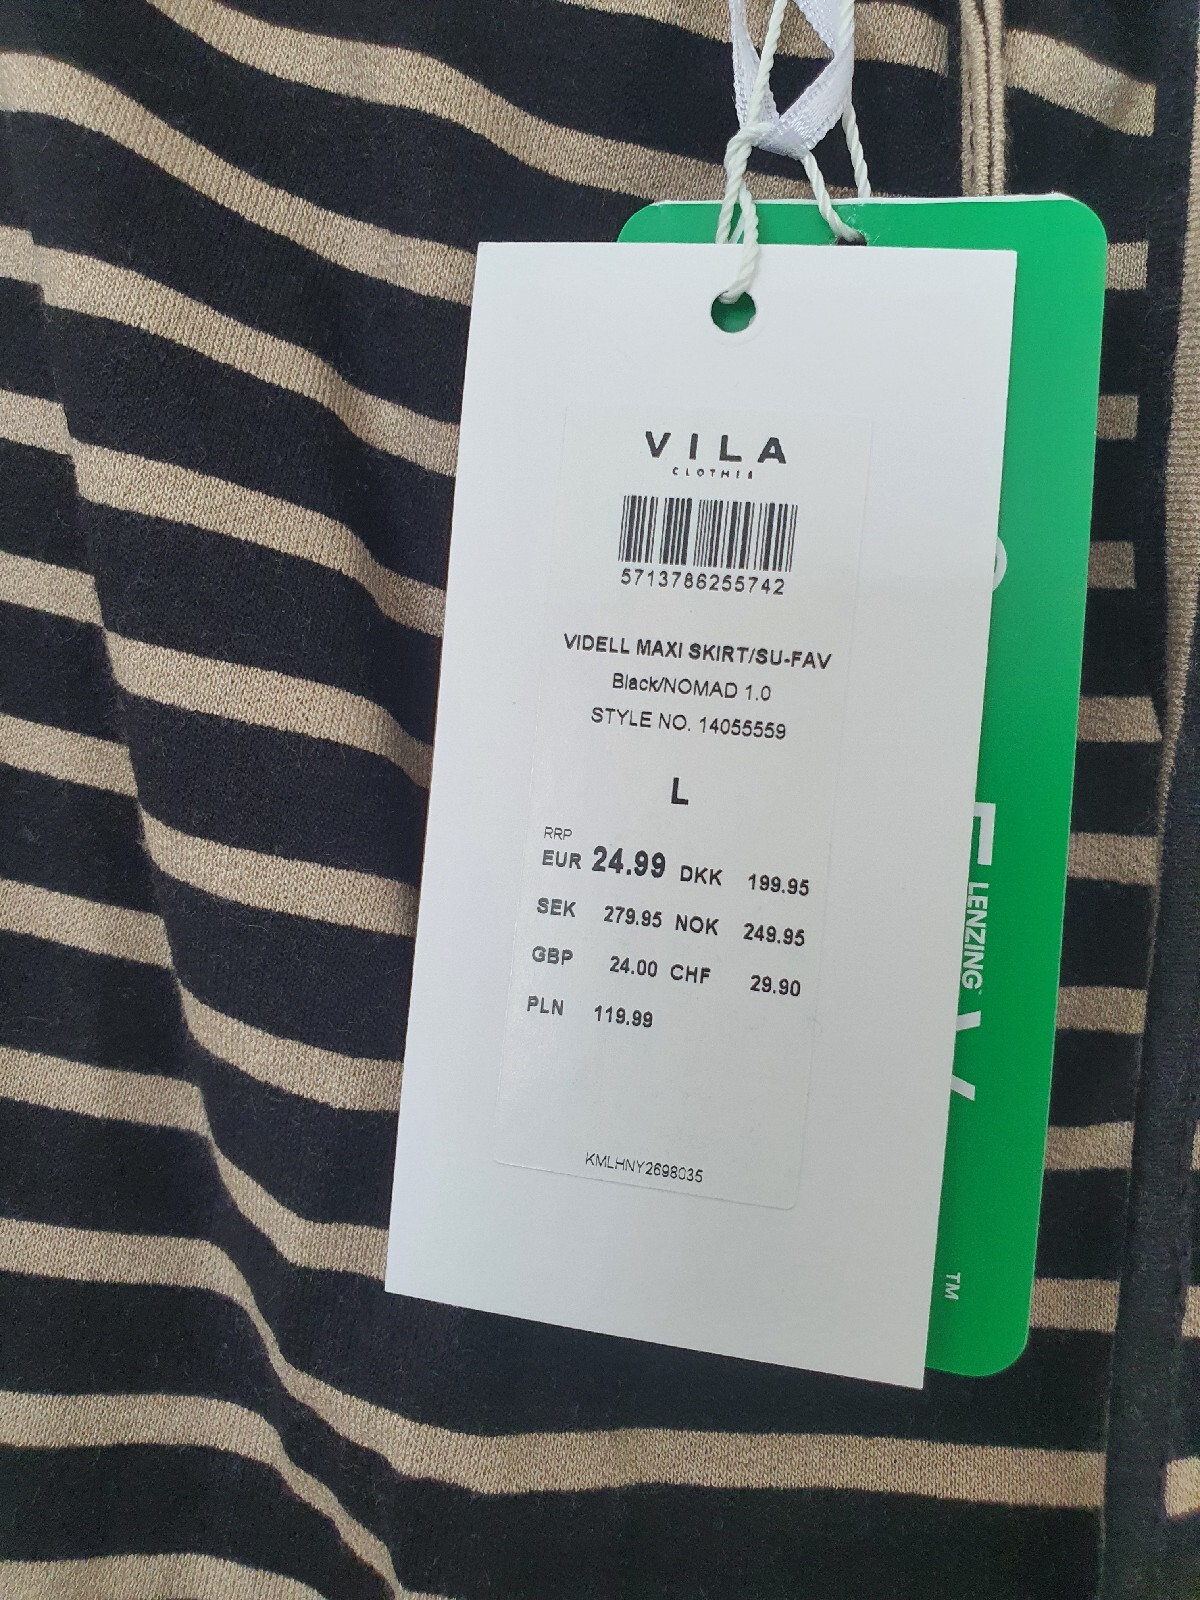 VILA
CLOTHES
5713786255742
VIDELL MAXI SKIRT/SU-FAV
Black/NOMAD 1.0
STYLE NO. 14055559
L
RRP
EUR 24.99 DKK 199.95
SEK 279.95 NOK 249.95
GBP 24.00 CHF 29.90
PLN 119.99
KMLHNY2698035
LENZING™
TM